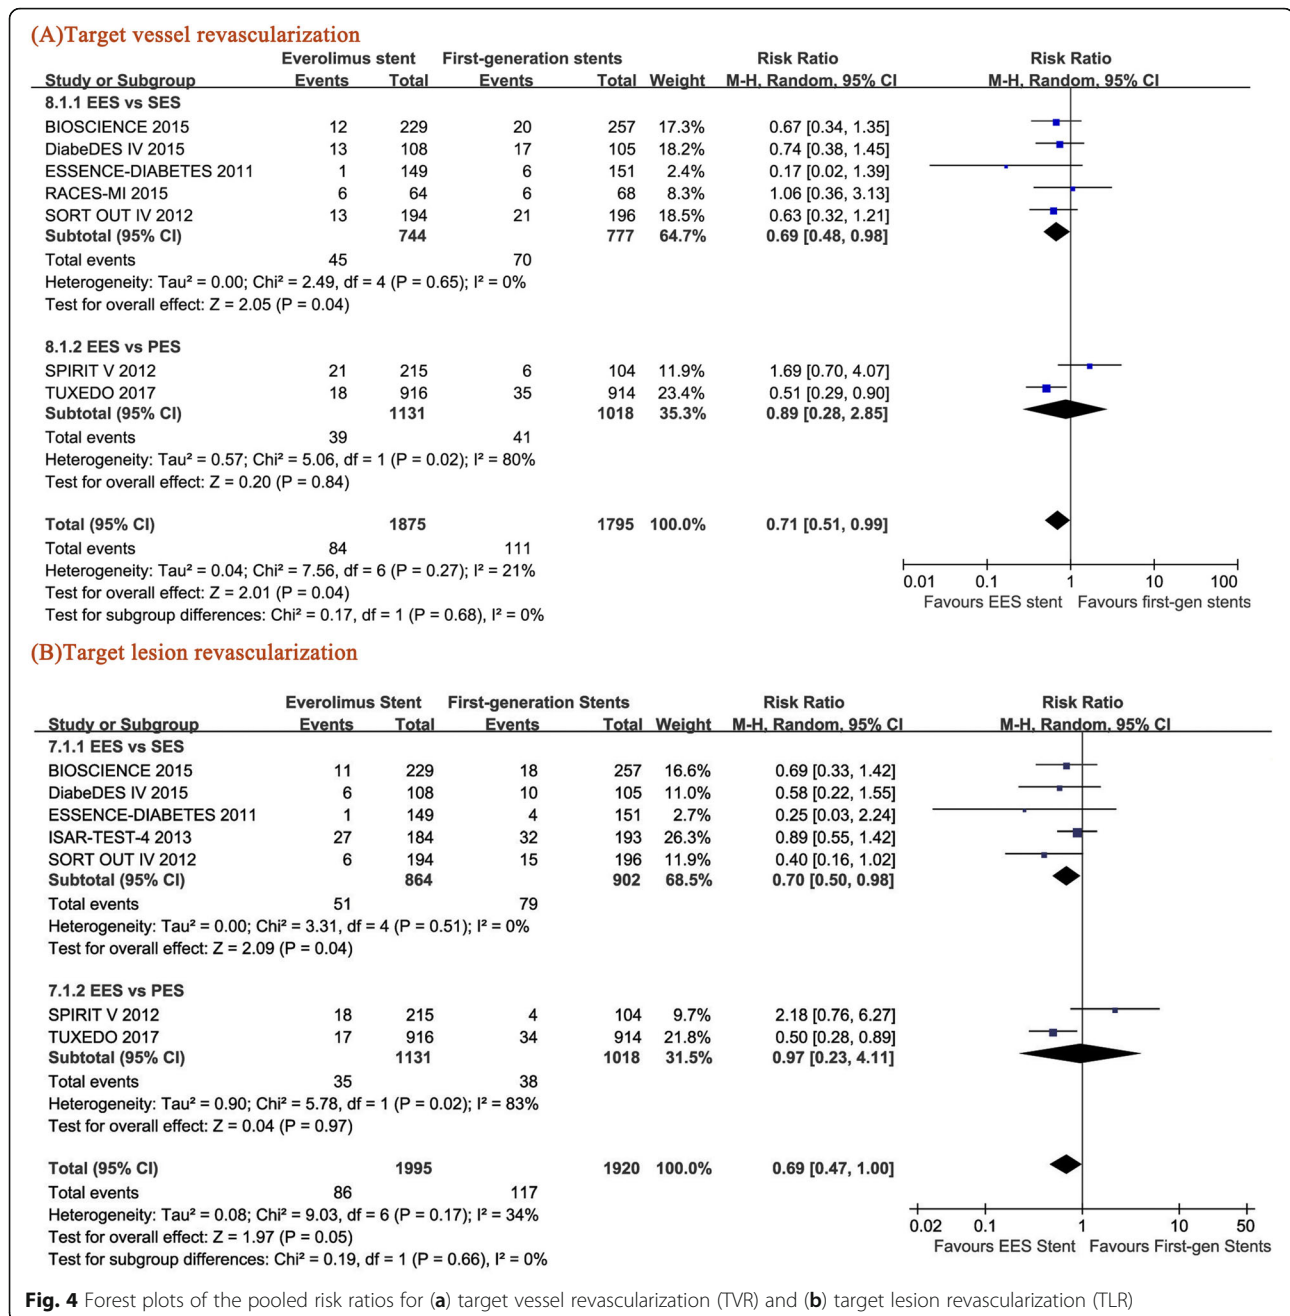 (A)Target vessel revascularization
Everolimus stent First-generation stents Risk Ratio Risk Ratio
Study or Subgroup Events Total Events Total Weight M-H, Random, 95% CI M-H, Random, 95% CI
8.1.1 EES vs SES
BIOSCIENCE 2015 12 229 20 257 17.3% 0.67 [0.34, 1.35]
DiabeDES IV 2015 13 108 17 105 18.2% 0.74 [0.38, 1.45]
ESSENCE-DIABETES 2011 1 149 6 151 2.4% 0.17 [0.02, 1.39]
RACES-MI 2015 6 64 6 68 8.3% 1.06 [0.36, 3.13]
SORT OUT IV 2012 13 194 21 196 18.5% 0.63 [0.32, 1.21]
Subtotal (95% CI) 744 777 64.7% 0.69 [0.48, 0.98]
Total events 45 70
Heterogeneity: Tau² = 0.00; Chi² = 2.49, df = 4 (P = 0.65); I² = 0%
Test for overall effect: Z = 2.05 (P = 0.04)
8.1.2 EES vs PES
SPIRIT V 2012 21 215 6 104 11.9% 1.69 [0.70, 4.07]
TUXEDO 2017 18 916 35 914 23.4% 0.51 [0.29, 0.90]
Subtotal (95% CI) 1131 1018 35.3% 0.89 [0.28, 2.85]
Total events 39 41
Heterogeneity: Tau² = 0.57; Chi² = 5.06, df = 1 (P = 0.02); I² = 80%
Test for overall effect: Z = 0.20 (P = 0.84)
Total (95% CI) 1875 1795 100.0% 0.71 [0.51, 0.99]
Total events 84 111
Heterogeneity: Tau² = 0.04; Chi² = 7.56, df = 6 (P = 0.27); I² = 21%
Test for overall effect: Z = 2.01 (P = 0.04)
Test for subgroup differences: Chi² = 0.17, df = 1 (P = 0.68), I² = 0%
0.01 0.1 1 10 100
Favours EES stent Favours first-gen stents
(B)Target lesion revascularization
Everolimus Stent First-generation Stents Risk Ratio Risk Ratio
Study or Subgroup Events Total Events Total Weight M-H, Random, 95% CI M-H, Random, 95% CI
7.1.1 EES vs SES
BIOSCIENCE 2015 11 229 18 257 16.6% 0.69 [0.33, 1.42]
DiabeDES IV 2015 6 108 10 105 11.0% 0.58 [0.22, 1.55]
ESSENCE-DIABETES 2011 1 149 4 151 2.7% 0.25 [0.03, 2.24]
ISAR-TEST-4 2013 27 184 32 193 26.3% 0.89 [0.55, 1.42]
SORT OUT IV 2012 6 194 15 196 11.9% 0.40 [0.16, 1.02]
Subtotal (95% CI) 864 902 68.5% 0.70 [0.50, 0.98]
Total events 51 79
Heterogeneity: Tau² = 0.00; Chi² = 3.31, df = 4 (P = 0.51); I² = 0%
Test for overall effect: Z = 2.09 (P = 0.04)
7.1.2 EES vs PES
SPIRIT V 2012 18 215 4 104 9.7% 2.18 [0.76, 6.27]
TUXEDO 2017 17 916 34 914 21.8% 0.50 [0.28, 0.89]
Subtotal (95% CI) 1131 1018 31.5% 0.97 [0.23, 4.11]
Total events 35 38
Heterogeneity: Tau² = 0.90; Chi² = 5.78, df = 1 (P = 0.02); I² = 83%
Test for overall effect: Z = 0.04 (P = 0.97)
Total (95% CI) 1995 1920 100.0% 0.69 [0.47, 1.00]
Total events 86 117
Heterogeneity: Tau² = 0.08; Chi² = 9.03, df = 6 (P = 0.17); I² = 34%
Test for overall effect: Z = 1.97 (P = 0.05)
Test for subgroup differences: Chi² = 0.19, df = 1 (P = 0.66), I² = 0%
0.02 0.1 1 10 50
Favours EES Stent Favours First-gen Stents
Fig. 4 Forest plots of the pooled risk ratios for (a) target vessel revascularization (TVR) and (b) target lesion revascularization (TLR)